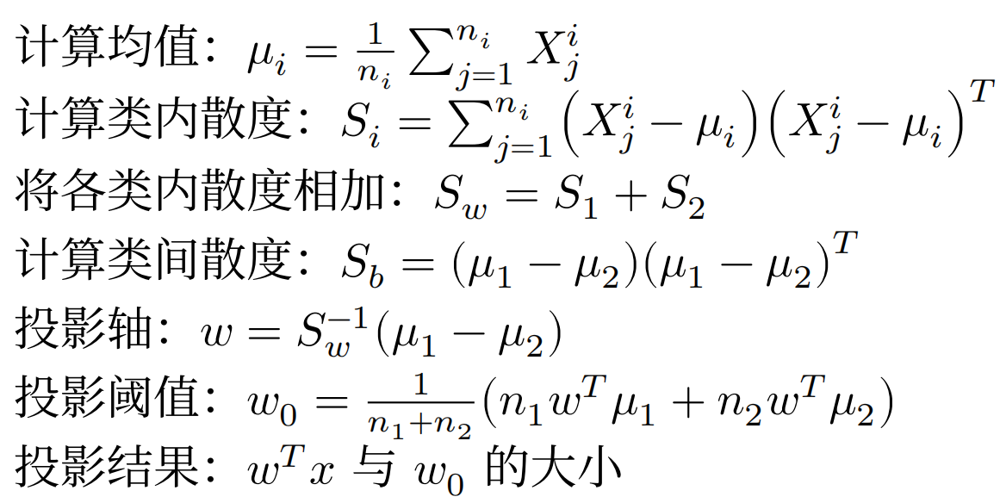 计算均值：$\mu_i = \frac{1}{n_i} \sum_{j=1}^{n_i} X_j^i$
计算类内散度：$S_i = \sum_{j=1}^{n_i} \left( X_j^i - \mu_i \right) \left( X_j^i - \mu_i \right)^T$
将各类内散度相加：$S_w = S_1 + S_2$
计算类间散度：$S_b = (\mu_1 - \mu_2)(\mu_1 - \mu_2)^T$
投影轴：$w = S_w^{-1}(\mu_1 - \mu_2)$
投影阈值：$w_0 = \frac{1}{n_1+n_2}(n_1 w^T \mu_1 + n_2 w^T \mu_2)$
投影结果：$w^T x$ 与 $w_0$ 的大小